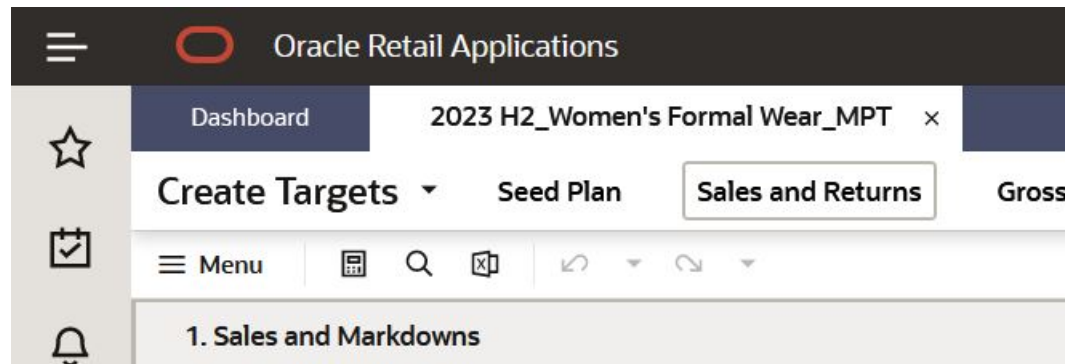 Oracle Retail Applications
Dashboard 2023 H2_Women's Formal Wear_MPT ×
Create Targets Seed Plan Sales and Returns Gross
Menu
1. Sales and Markdowns